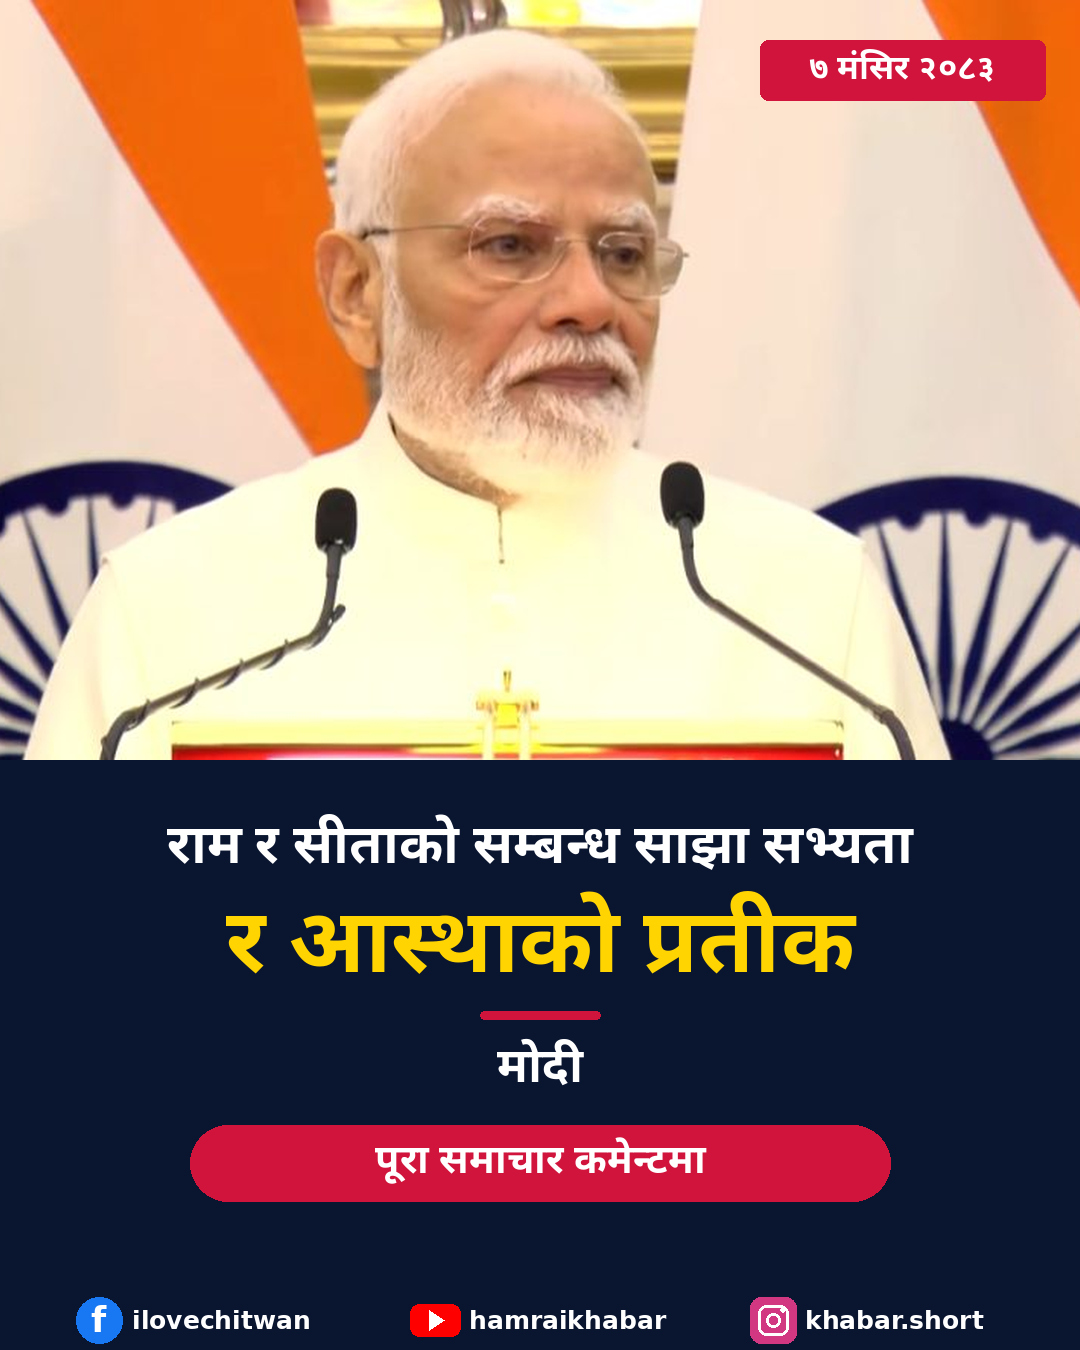 ७ मंसिर २०८३
राम र सीताको सम्बन्ध साझा सभ्यता
र आस्थाको प्रतीक
मोदी
पूरा समाचार कमेन्टमा
f ilovechitwan hamraikhabar khabar.short